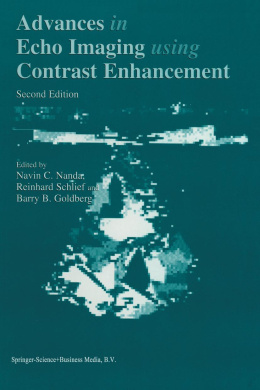 Advances in
Echo Imaging using
Contrast Enhancement
Second Edition
Edited by
Navin C. Nanda,
Reinhard Schlief and
Barry B. Goldberg
Springer-Science+Business Media, B.V.